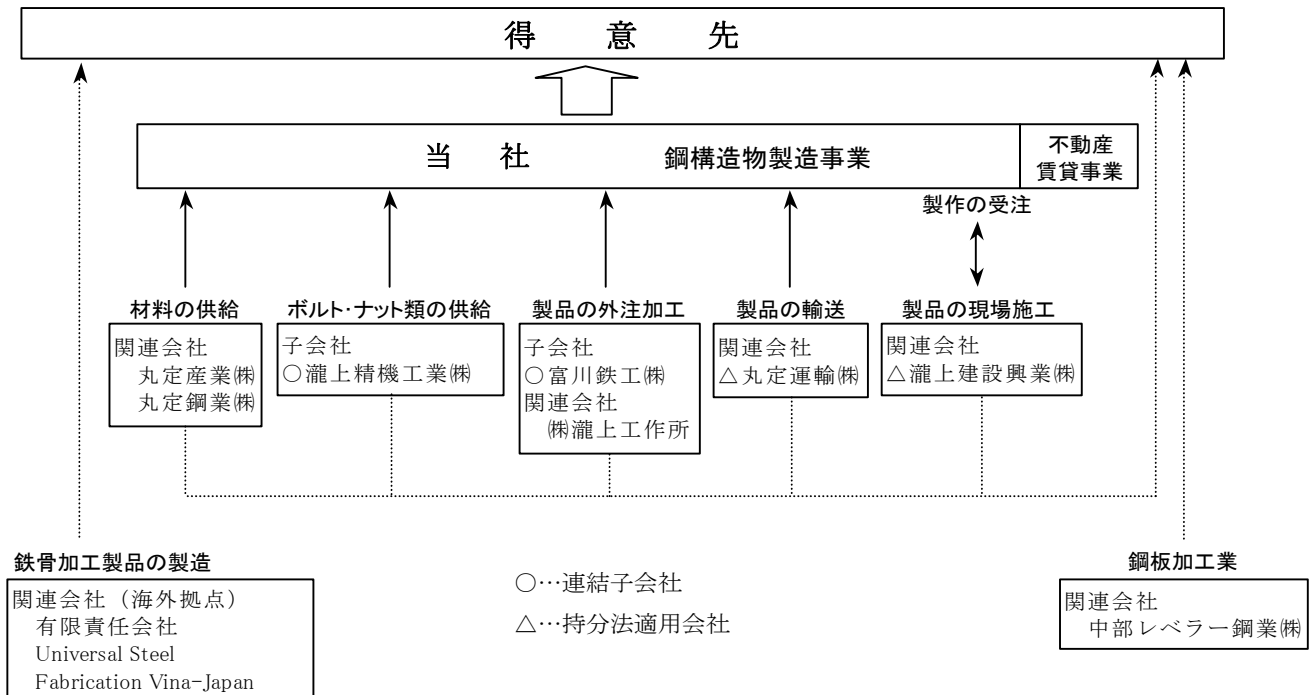 得意先
当社 鋼構造物製造事業
不動産
賃貸事業
製作の受注
材料の供給
関連会社
丸定産業㈱
丸定鋼業㈱
ボルト・ナット類の供給
子会社
○瀧上精機工業㈱
製品の外注加工
子会社
○富川鉄工㈱
関連会社
㈱瀧上工作所
製品の輸送
関連会社
△丸定運輸㈱
製品の現場施工
関連会社
△瀧上建設興業㈱
鉄骨加工製品の製造
関連会社（海外拠点）
有限責任会社
Universal Steel
Fabrication Vina-Japan
○…連結子会社
△…持分法適用会社
鋼板加工業
関連会社
中部レベラー鋼業㈱